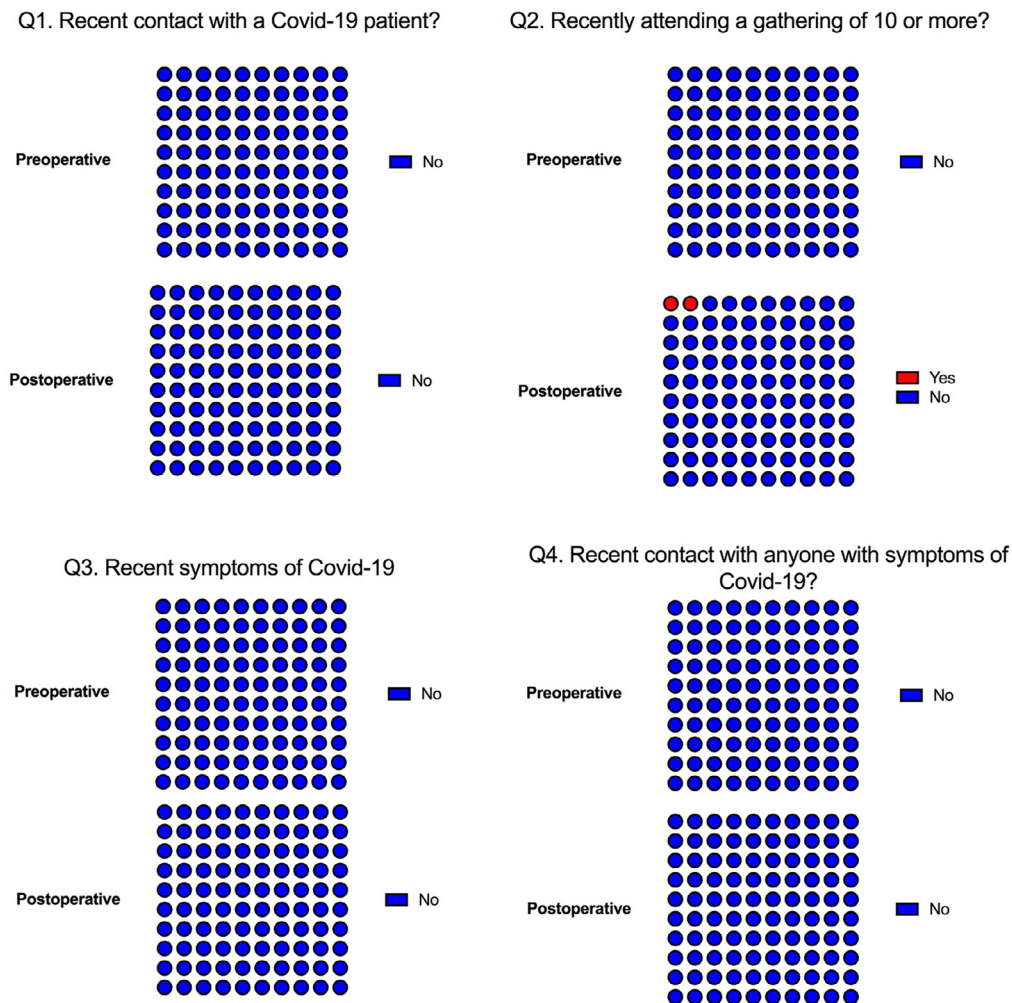 Q1. Recent contact with a Covid-19 patient?
Preoperative
No
Postoperative
No
Q2. Recently attending a gathering of 10 or more?
Preoperative
No
Postoperative
Yes
No
Q3. Recent symptoms of Covid-19
Preoperative
No
Postoperative
No
Q4. Recent contact with anyone with symptoms of
Covid-19?
Preoperative
No
Postoperative
No